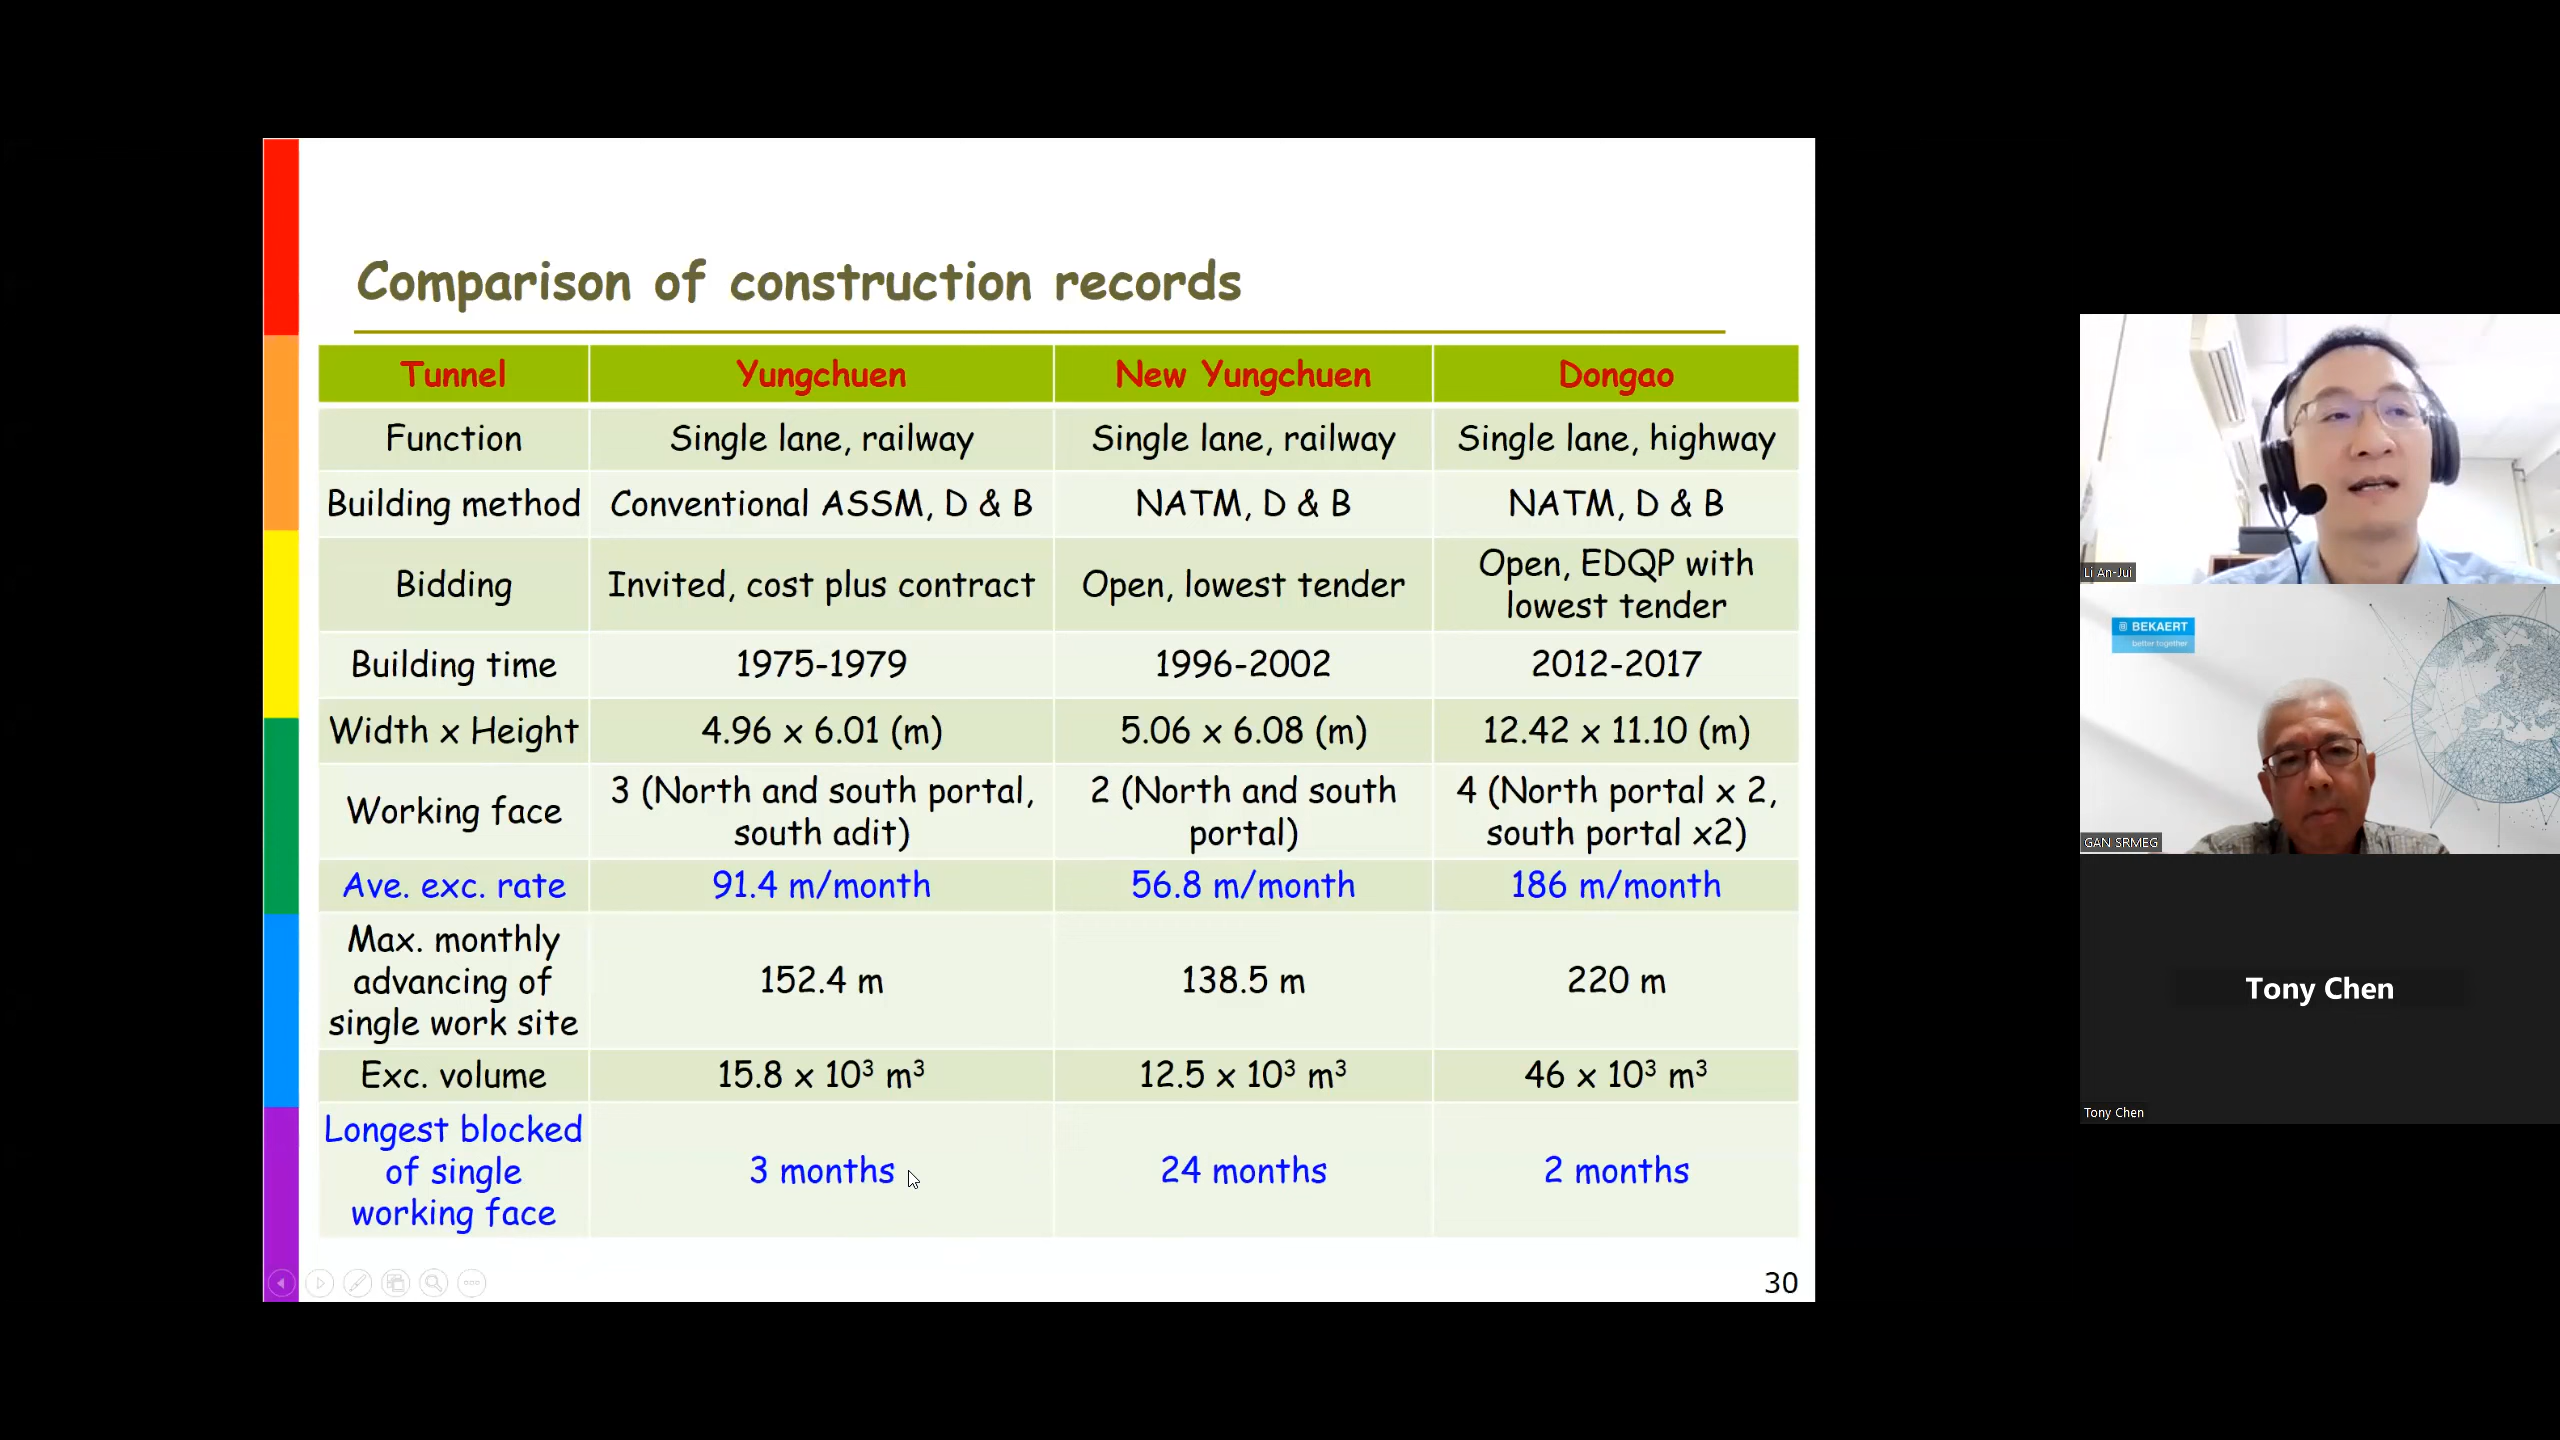 Comparison of construction records
Tunnel Yungchuen New Yungchuen Dongao
Function Single lane, railway Single lane, railway Single lane, highway
Building method Conventional ASSM, D & B NATM, D & B NATM, D & B
Bidding Invited, cost plus contract Open, lowest tender Open, EDQP with
lowest tender
Building time 1975-1979 1996-2002 2012-2017
Width x Height 4.96 x 6.01 (m) 5.06 x 6.08 (m) 12.42 x 11.10 (m)
Working face 3 (North and south portal,
south adit) 2 (North and south
portal) 4 (North portal x 2,
south portal x2)
Ave. exc. rate 91.4 m/month 56.8 m/month 186 m/month
Max. monthly
advancing of
single work site 152.4 m 138.5 m 220 m
Exc. volume 15.8 x 10³ m³ 12.5 x 10³ m³ 46 x 10³ m³
Longest blocked
of single
working face 3 months 24 months 2 months
30
Li An-Jui
BEKAERT
better together
GAN SRMEG
Tony Chen
Tony Chen